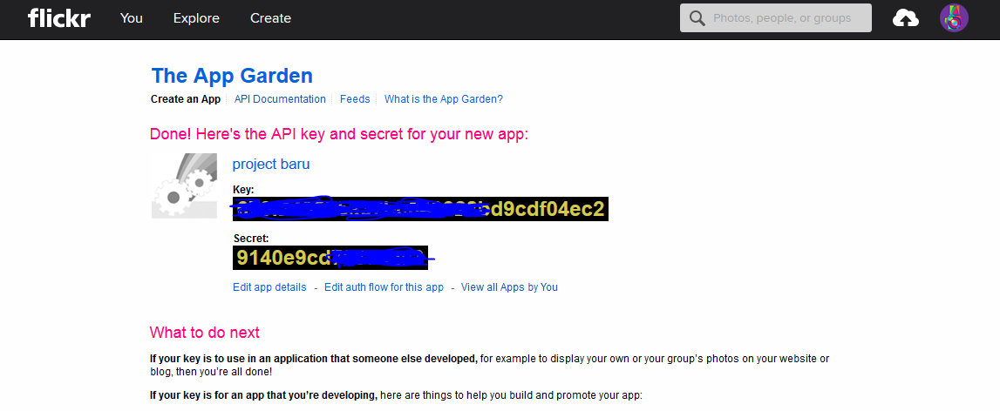 flickr You Explore Create Photos, people, or groups
The App Garden
Create an App API Documentation Feeds What is the App Garden?
Done! Here's the API key and secret for your new app:
project baru
Key:
Secret:
Edit app details - Edit auth flow for this app - View all Apps by You
What to do next
If your key is to use in an application that someone else developed, for example to display your own or your group's photos on your website or
blog, then you're all done!
If your key is for an app that you're developing, here are things to help you build and promote your app: